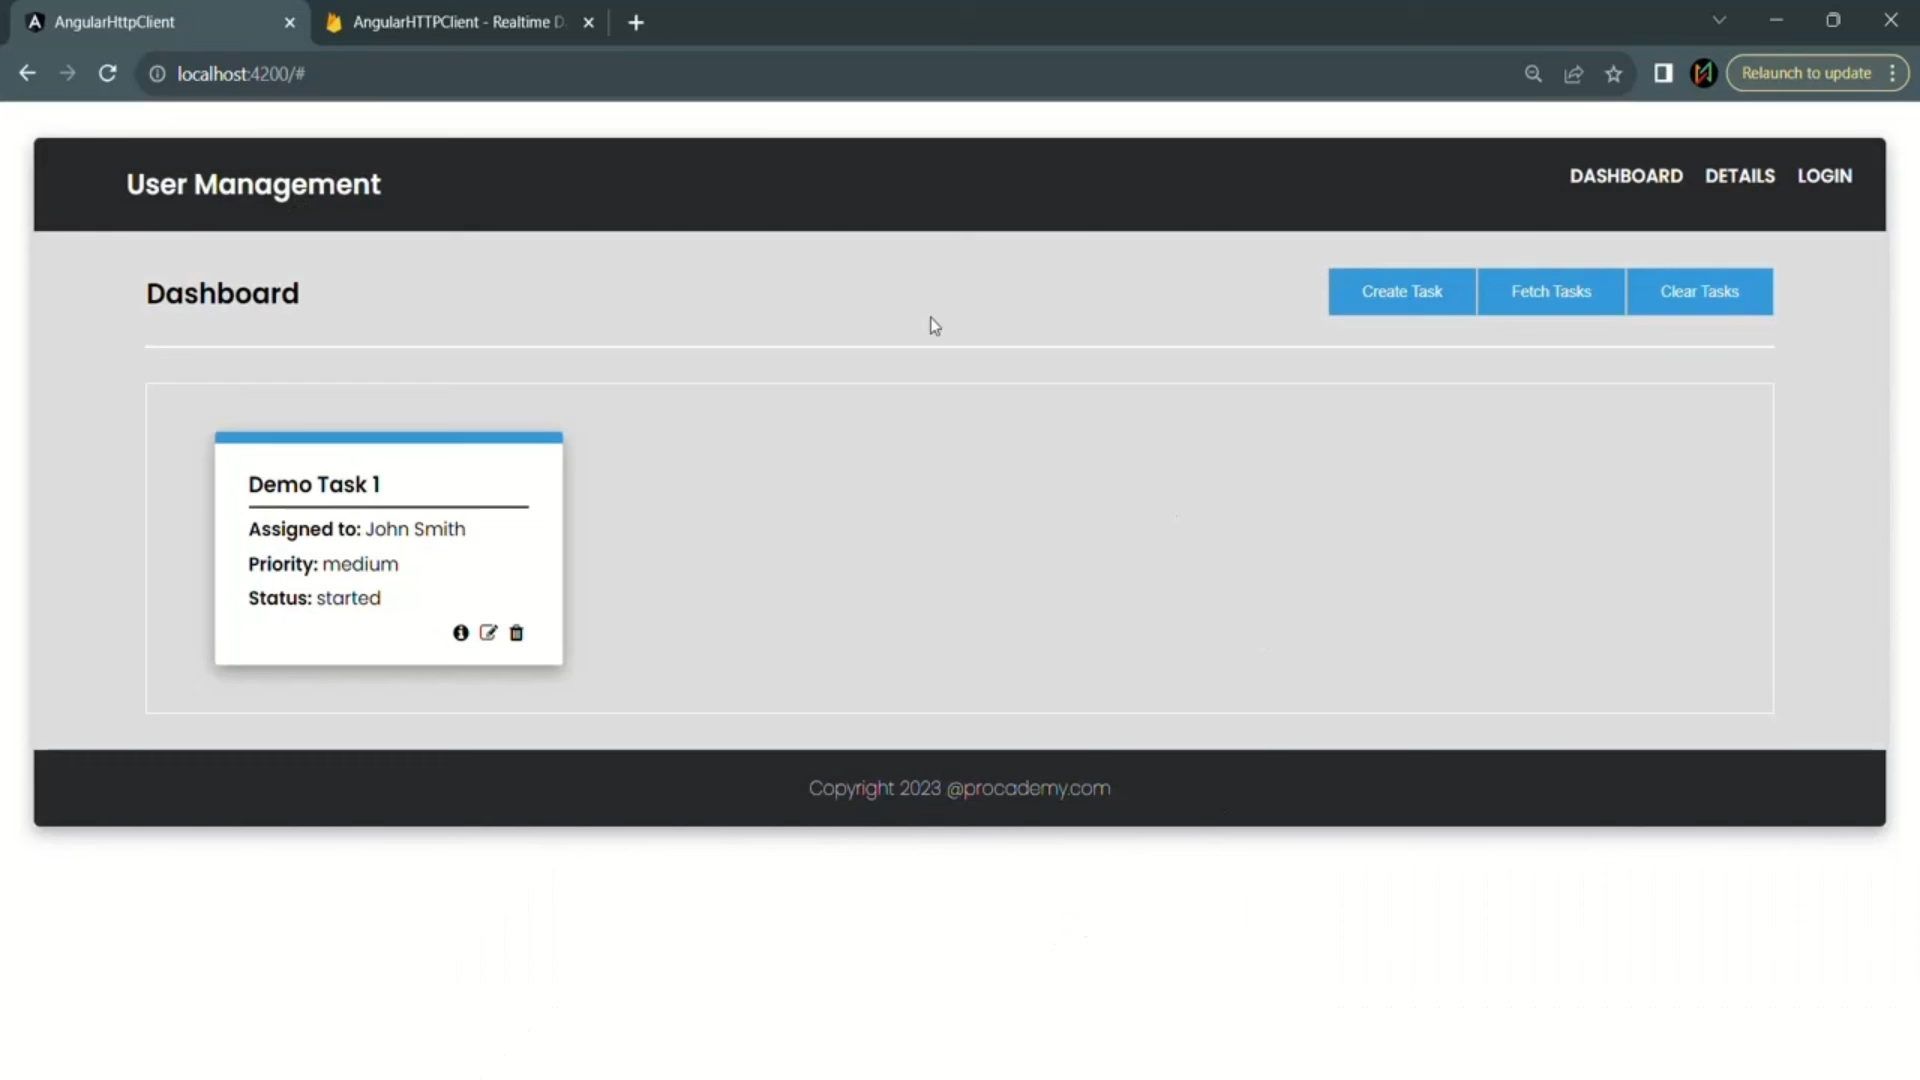 AngularHttpClient
AngularHTTPClient - Realtime D
localhost:4200/#
Relaunch to update
User Management
DASHBOARD DETAILS LOGIN
Dashboard
Create Task Fetch Tasks Clear Tasks
Demo Task 1
Assigned to: John Smith
Priority: medium
Status: started
Copyright 2023 @procademy.com